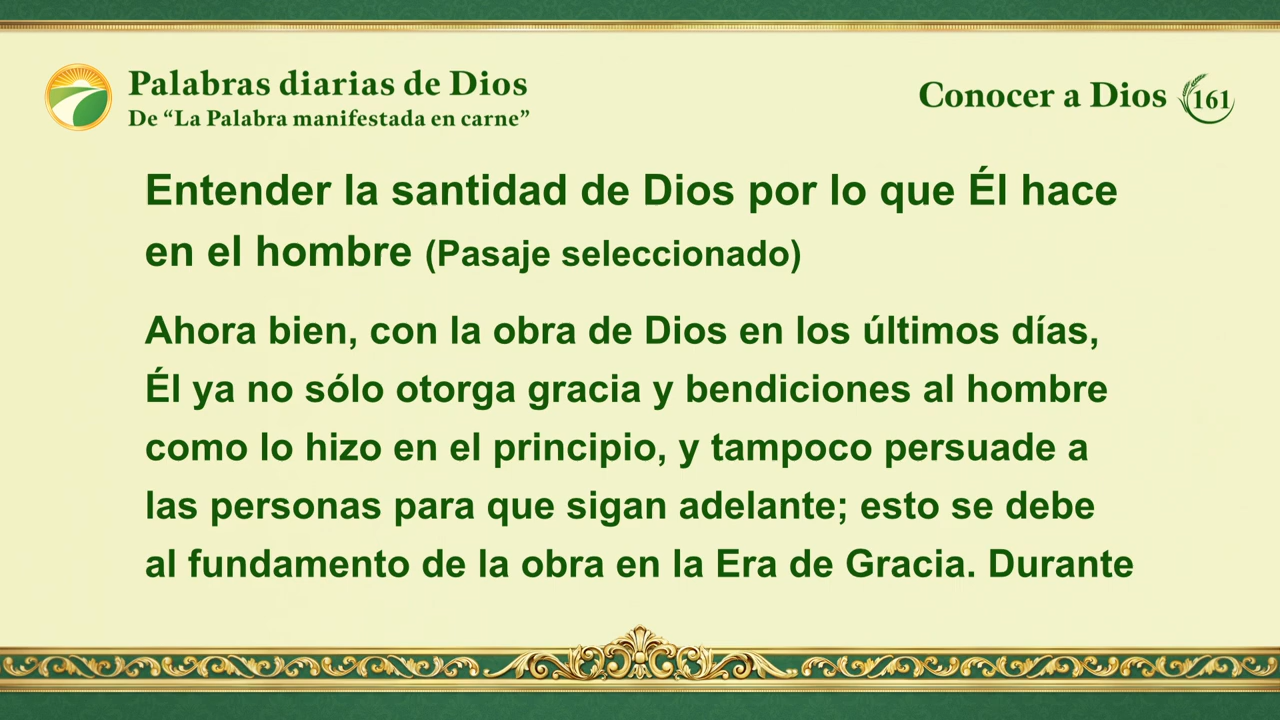 Palabras diarias de Dios
De “La Palabra manifestada en carne”
Conocer a Dios 161
Entender la santidad de Dios por lo que Él hace
en el hombre (Pasaje seleccionado)
Ahora bien, con la obra de Dios en los últimos días,
Él ya no sólo otorga gracia y bendiciones al hombre
como lo hizo en el principio, y tampoco persuade a
las personas para que sigan adelante; esto se debe
al fundamento de la obra en la Era de Gracia. Durante